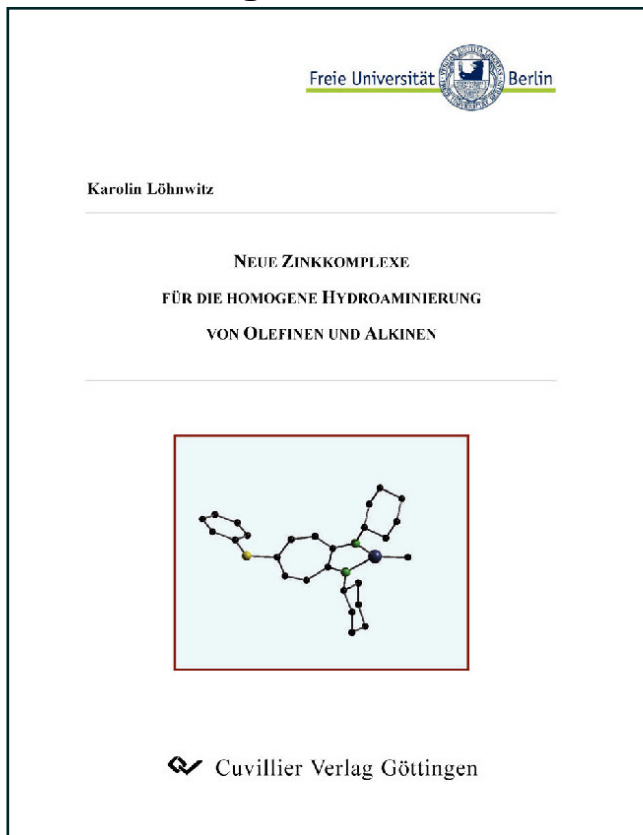 Freie Universität Berlin
Karolin Löhnwitz
NEUE ZINKKOMPLEXE
FÜR DIE HOMOGENE HYDROAMINIERUNG
VON OLEFINEN UND ALKINEN
Cuvillier Verlag Göttingen